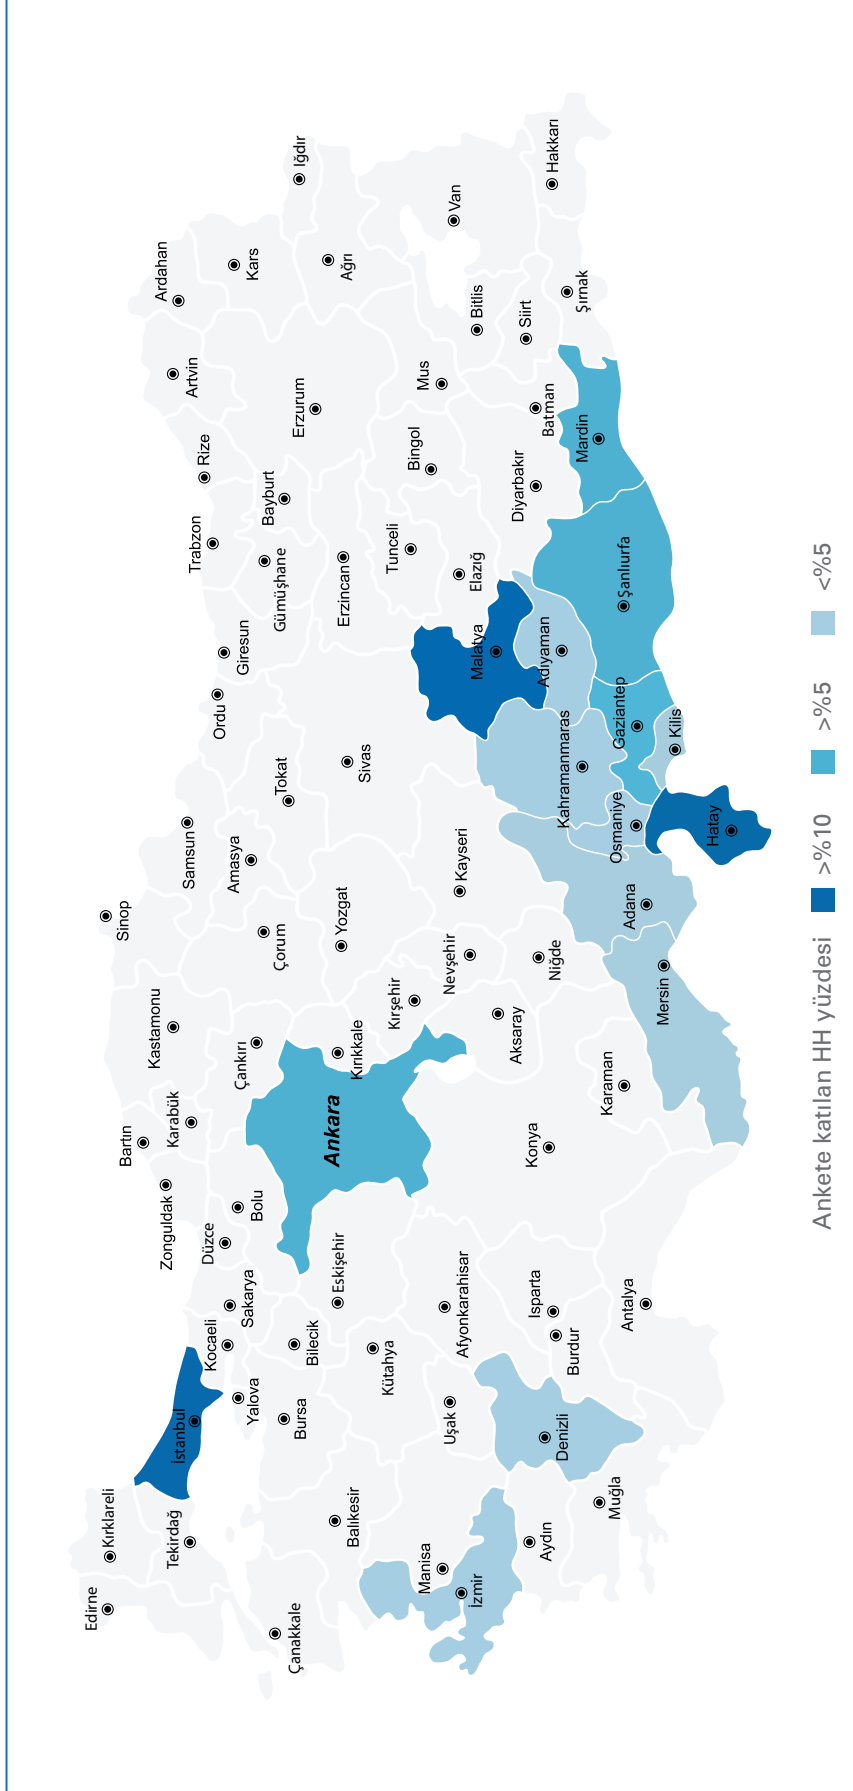 Edirne
Kırklareli
Tekirdağ
İstanbul
Kocaeli
Yalova
Sakarya
Düzce
Bolu
Zonguldak
Bartın
Karabük
Kastamonu
Çankırı
Sinop
Samsun
Amasya
Çorum
Tokat
Ordu
Giresun
Trabzon
Gümüşhane
Bayburt
Rize
Artvin
Ardahan
Kars
Iğdır
Ağrı
Erzurum
Erzincan
Sivas
Yozgat
Kırıkkale
Ankara
Eskişehir
Bilecik
Bursa
Balıkesir
Çanakkale
Kütahya
Manisa
İzmir
Uşak
Afyonkarahisar
Kırşehir
Nevşehir
Kayseri
Malatya
Tunceli
Elazığ
Bingol
Mus
Bitlis
Van
Hakkarı
Şırnak
Siirt
Batman
Diyarbakır
Mardin
Şanlıurfa
Adıyaman
Gaziantep
Kilis
Kahramanmaras
Osmaniye
Hatay
Adana
Niğde
Aksaray
Mersin
Karaman
Konya
Isparta
Burdur
Antalya
Denizli
Aydın
Muğla
Ankete katılan HH yüzdesi
>%10
>%5
<%5